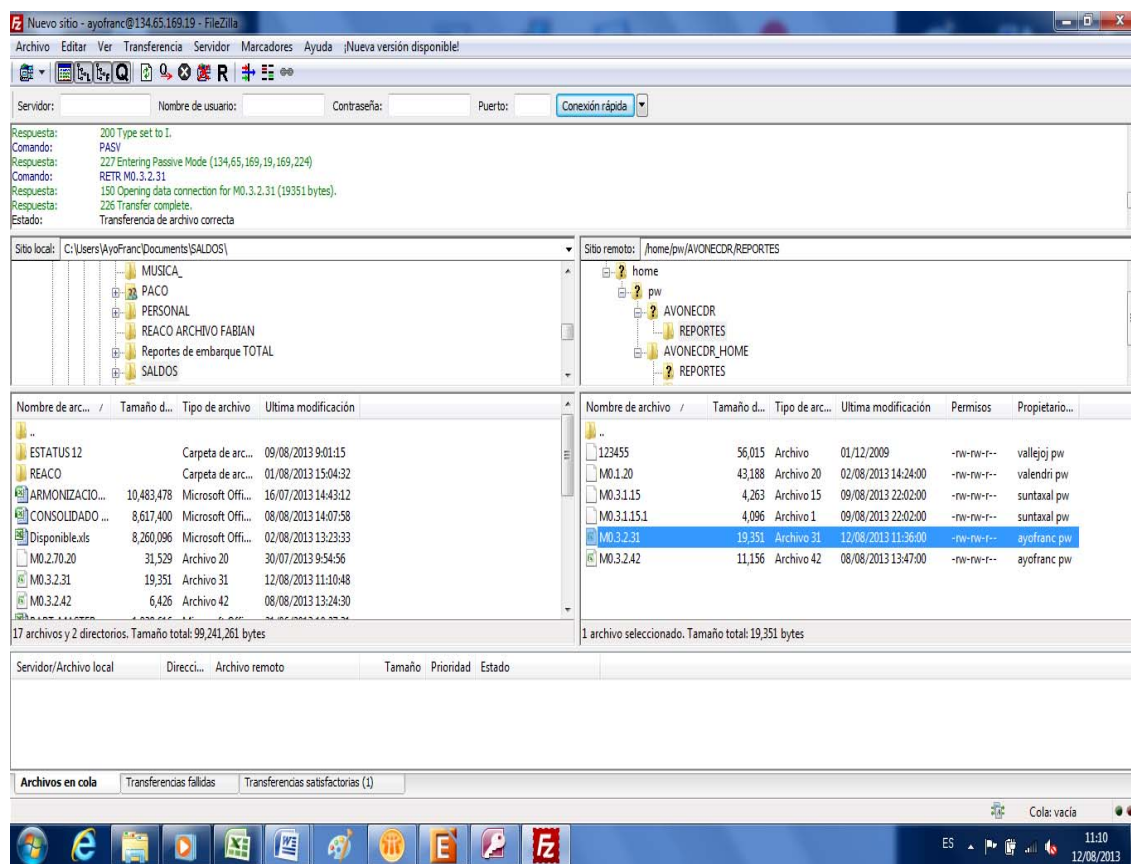 Nuevo sitio - ayofranc@134.65.169.19 - FileZilla
Archivo Editar Ver Transferencia Servidor Marcadores Ayuda ¡Nueva versión disponible!
Servidor: Nombre de usuario: Contraseña: Puerto: Conexión rápida
Respuesta: 200 Type set to I.
Comando: PASV
Respuesta: 227 Entering Passive Mode (134,65,169,19,169,224)
Comando: RETR M0.3.2.31
Respuesta: 150 Opening data connection for M0.3.2.31 (19351 bytes).
Respuesta: 226 Transfer complete.
Estado: Transferencia de archivo correcta
Sitio local: C:\Users\AyoFranc\Documents\SALDOS\
MUSICA_
PACO
PERSONAL
REACO ARCHIVO FABIAN
Reportes de embarque TOTAL
SALDOS
Sitio remoto: /home/pw/AVONECDR/REPORTES
home
pw
AVONECDR
REPORTES
AVONECDR_HOME
REPORTES
Nombre de arc... / Tamaño d... Tipo de archivo Ultima modificación
..
ESTATUS 12 Carpeta de arc... 09/08/2013 9:01:15
REACO Carpeta de arc... 01/08/2013 15:04:32
ARMONIZACIO... 10,483,478 Microsoft Offi... 16/07/2013 14:43:12
CONSOLIDADO ... 8,617,400 Microsoft Offi... 08/08/2013 14:07:58
Disponible.xls 8,260,096 Microsoft Offi... 02/08/2013 13:23:33
M0.2.70.20 31,529 Archivo 20 30/07/2013 9:54:56
M0.3.2.31 19,351 Archivo 31 12/08/2013 11:10:48
M0.3.2.42 6,426 Archivo 42 08/08/2013 13:24:30
17 archivos y 2 directorios. Tamaño total: 99,241,261 bytes
Nombre de archivo / Tamaño d... Tipo de arc... Ultima modificación Permisos Propietario...
..
123455 56,015 Archivo 01/12/2009 -rw-rw-r-- vallejoj pw
M0.1.20 43,188 Archivo 20 02/08/2013 14:24:00 -rw-rw-r-- valendri pw
M0.3.1.15 4,263 Archivo 15 09/08/2013 22:02:00 -rw-rw-r-- suntaxal pw
M0.3.1.15.1 4,096 Archivo 1 09/08/2013 22:02:00 -rw-rw-r-- suntaxal pw
M0.3.2.31 19,351 Archivo 31 12/08/2013 11:36:00 -rw-rw-r-- ayofranc pw
M0.3.2.42 11,156 Archivo 42 08/08/2013 13:47:00 -rw-rw-r-- ayofranc pw
1 archivo seleccionado. Tamaño total: 19,351 bytes
Servidor/Archivo local Direcci... Archivo remoto Tamaño Prioridad Estado
Archivos en cola Transferencias fallidas Transferencias satisfactorias (1)
Cola: vacía
ES 11:10
12/08/2013